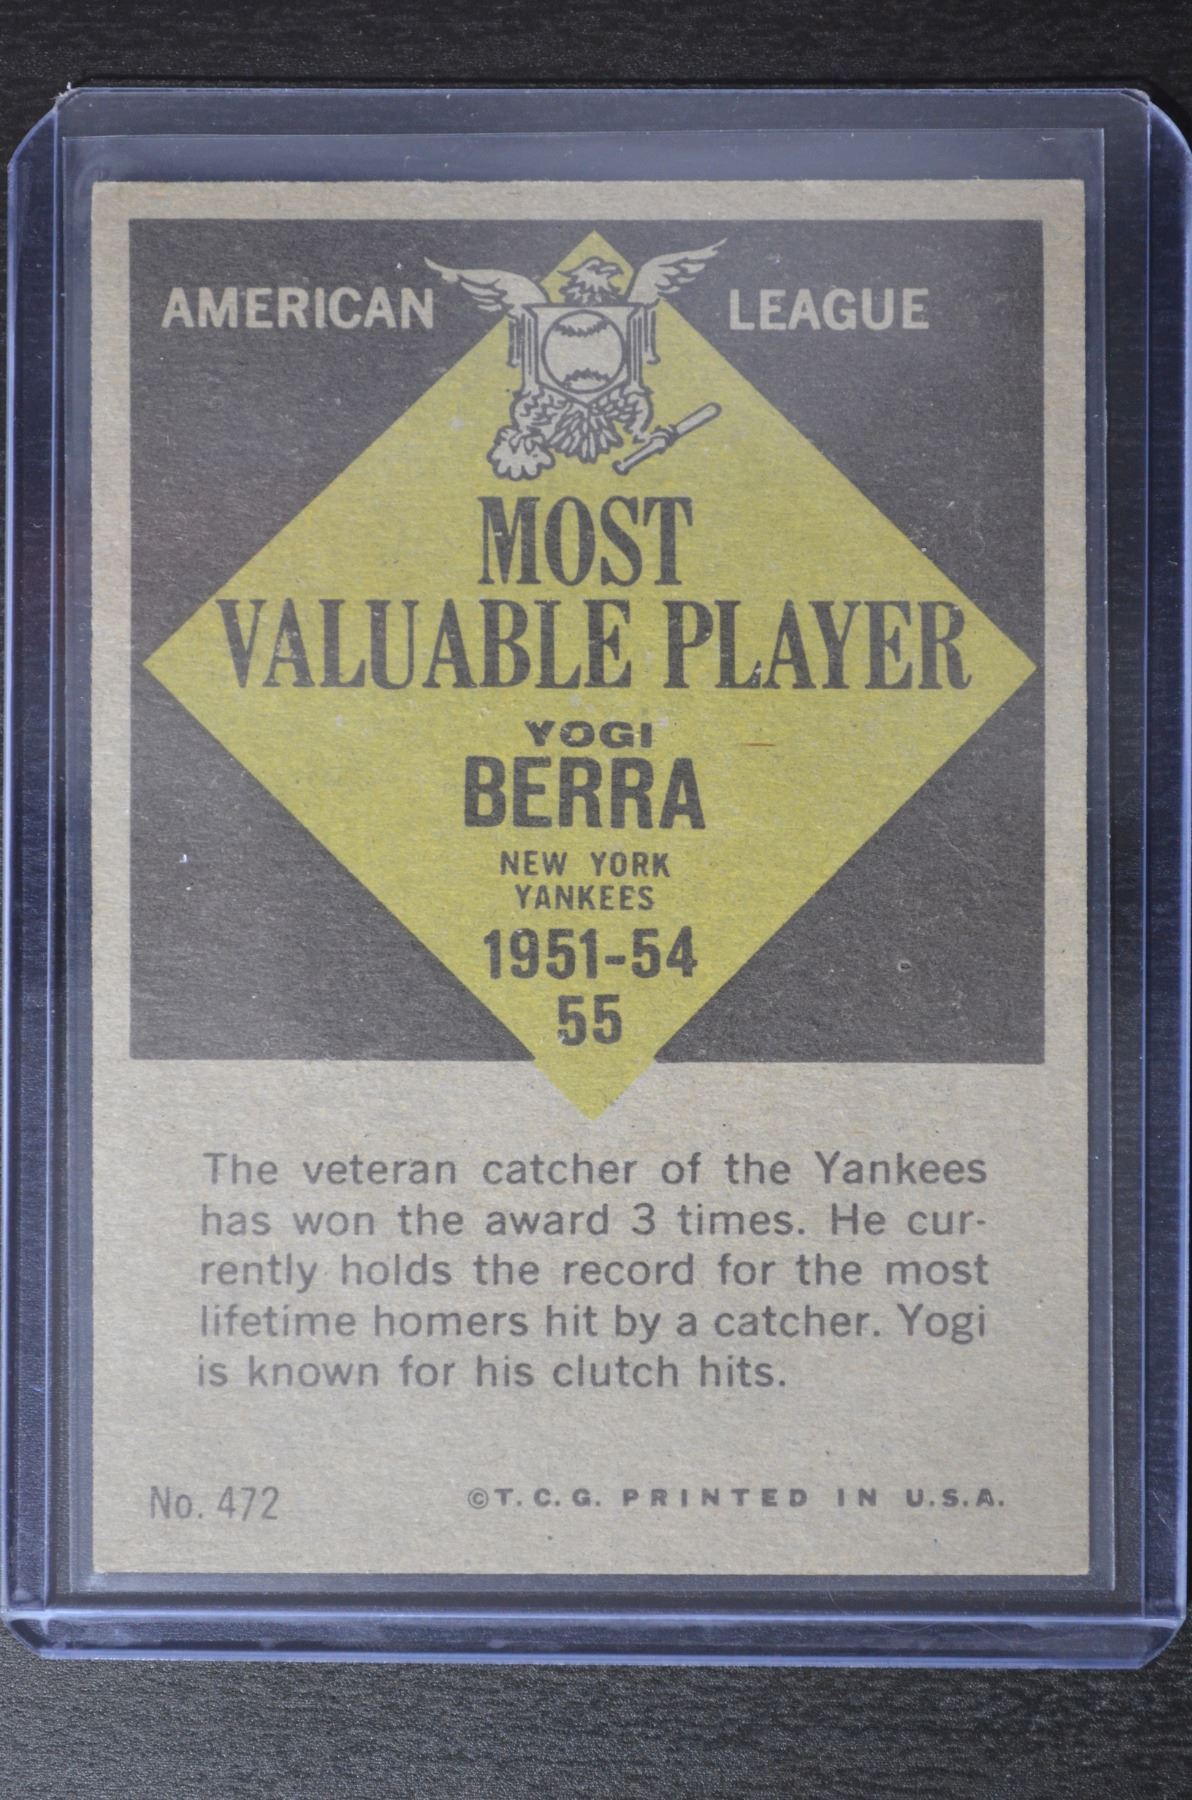 AMERICAN LEAGUE
MOST
VALUABLE PLAYER
YOGI
BERRA
NEW YORK
YANKEES
1951-54
55
The veteran catcher of the Yankees
has won the award 3 times. He cur-
rently holds the record for the most
lifetime homers hit by a catcher. Yogi
is known for his clutch hits.
No. 472 ©T.C.G. PRINTED IN U.S.A.